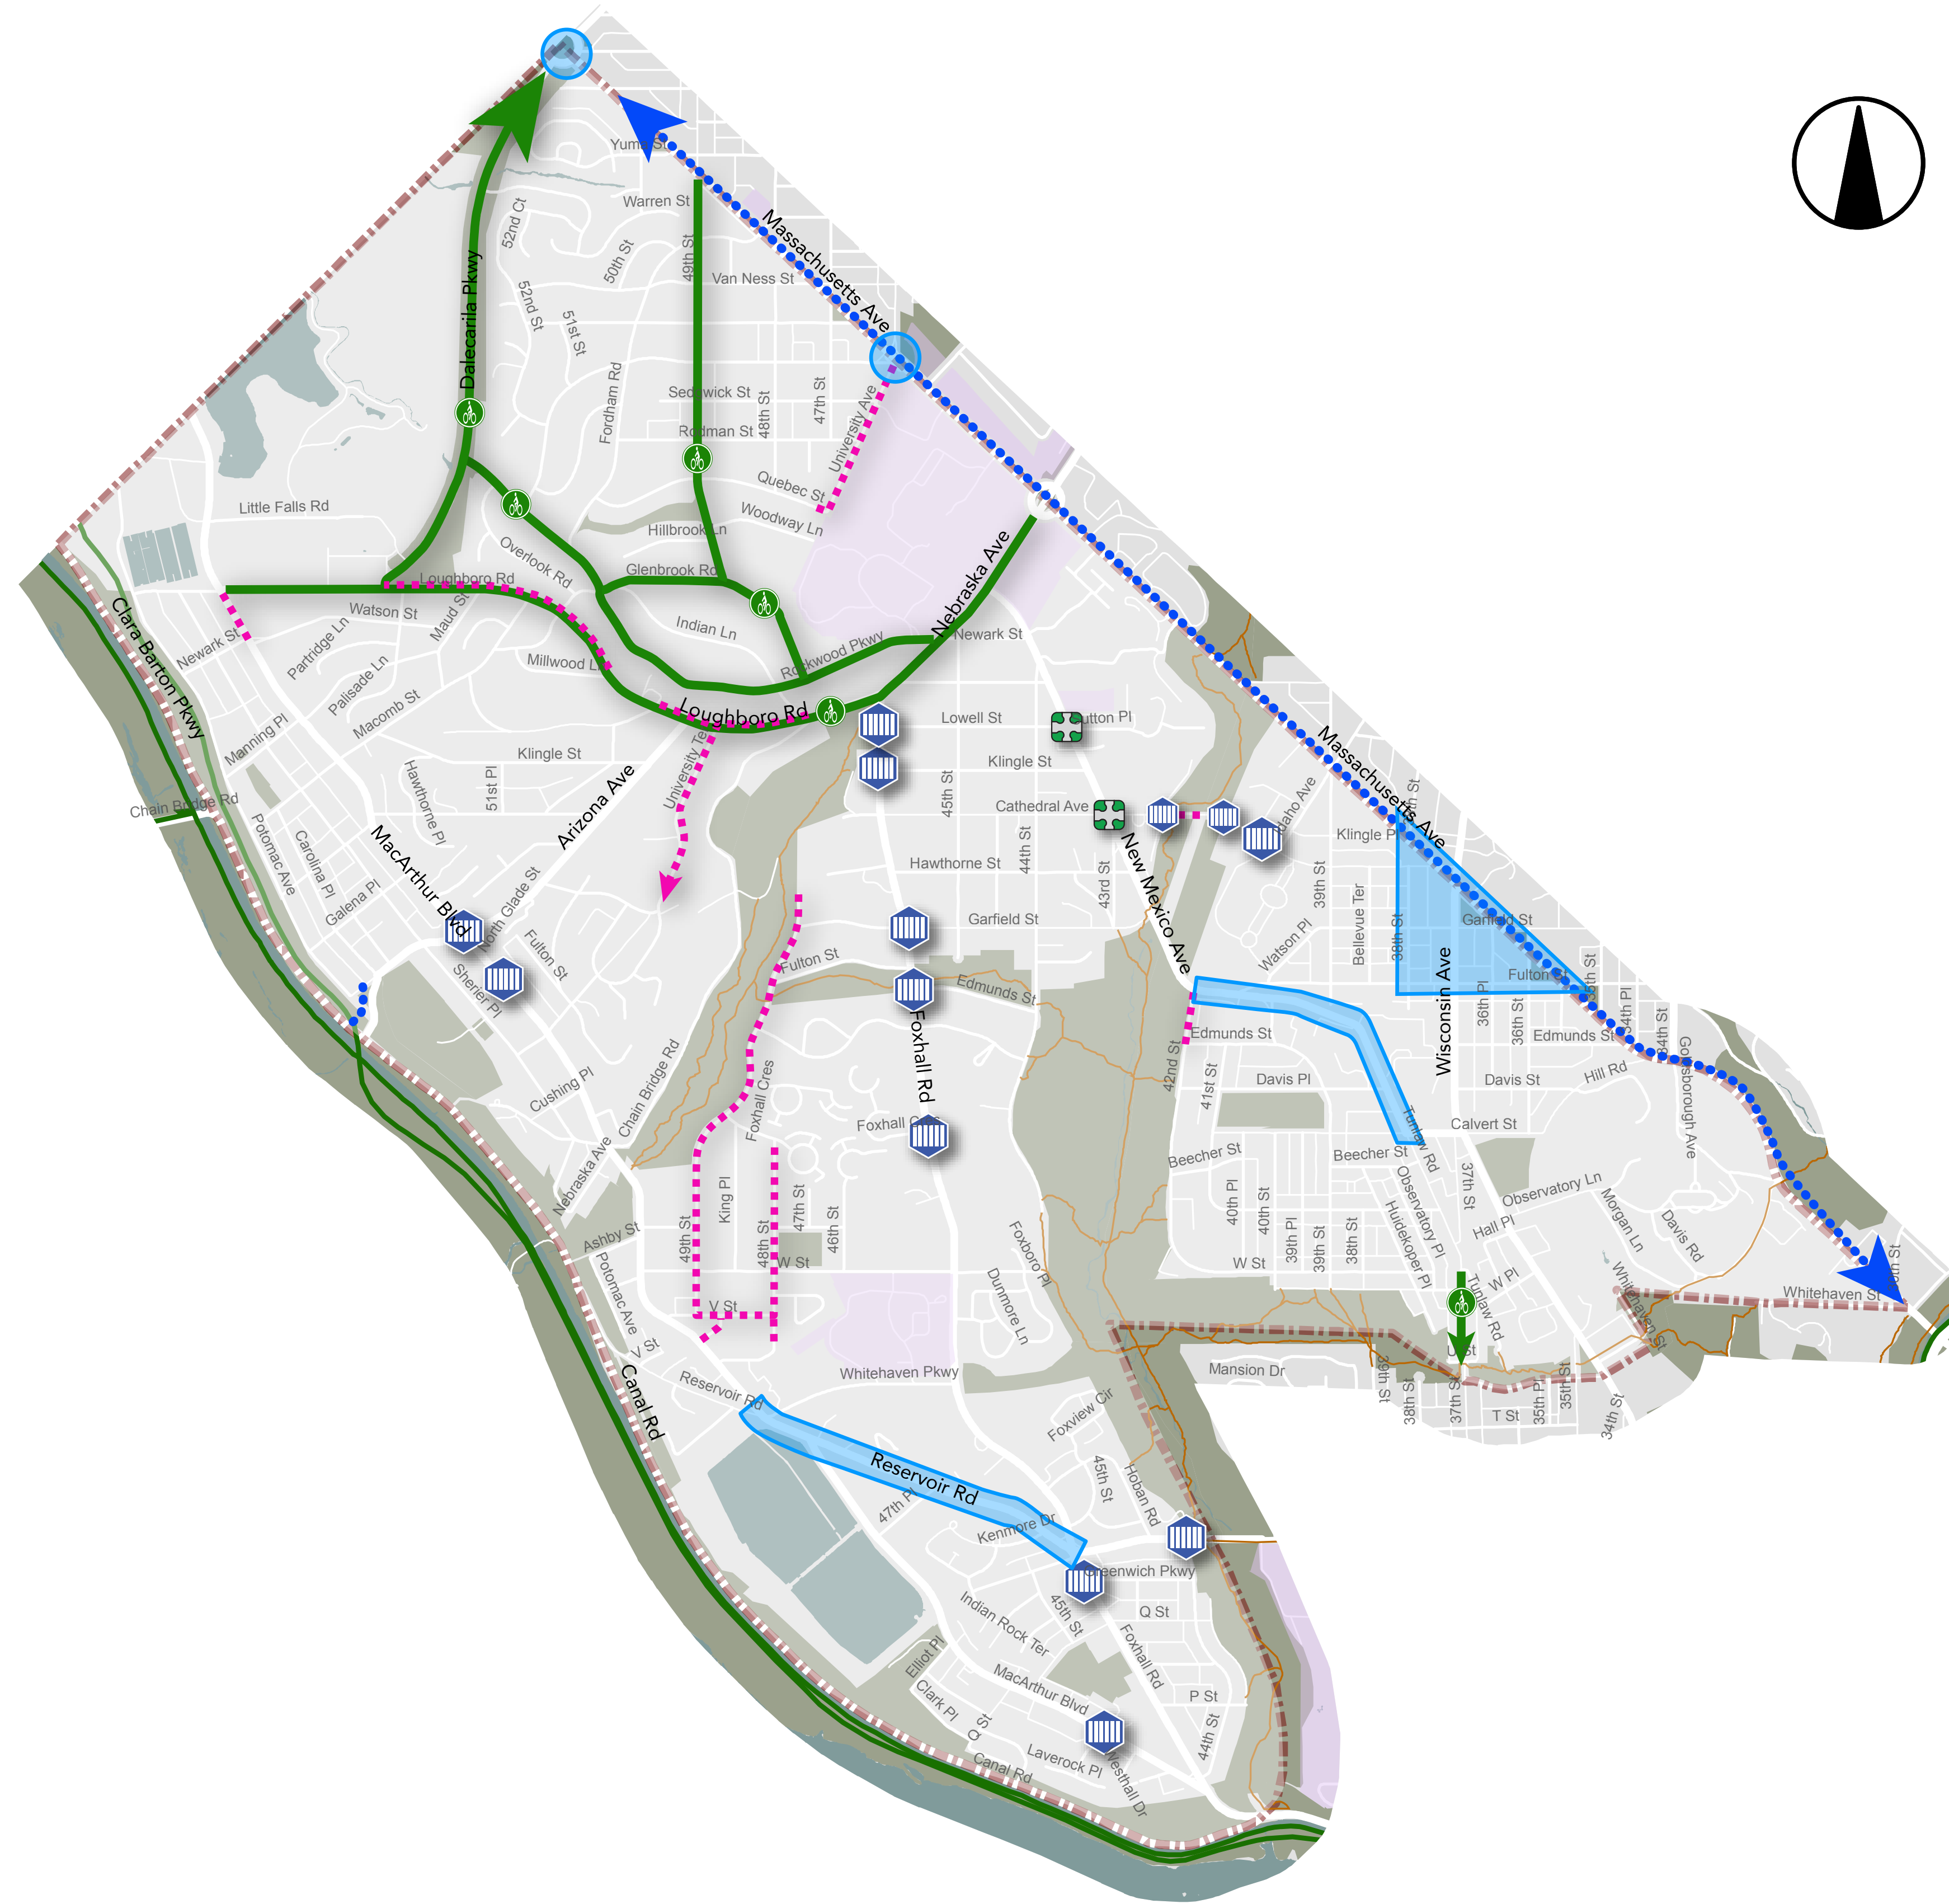 Yuma St
Warren St
52nd Ct
50th St
49th St
Massachusetts Ave
Van Ness St
Dalecarila Pkwy
52nd St
51st St
Fordham Rd
Sedgwick St
48th St
47th St
University Ave
Rodman St
Quebec St
Woodway Ln
Little Falls Rd
Hillbrook Ln
Overlook Rd
Glenbrook Rd
Nebraska Ave
Loughboro Rd
Watson St
Maud St
Clara Barton Pkwy
Newark St
Partridge Ln
Indian Ln
Rockwood Pkwy
Newark St
Millwood Ln
Palisade Ln
Macomb St
Loughboro Rd
Lowell St
Sutton Pl
Manning Pl
Klingle St
University Ter
Klingle St
Massachusetts Ave
Hawthorne Pl
51st Pl
Arizona Ave
45th St
Cathedral Ave
Idaho Ave
Klingle Pl
Chain Bridge Rd
Potomac Ave
Carolina Pl
MacArthur Blvd
Galena Pl
North Glade St
Hawthorne St
44th St
43rd St
New Mexico Ave
39th St
Bellevue Ter
38th St
Garfield St
Garfield St
Watson Pl
Fulton St
Sherier Pl
Fulton St
Edmunds St
Wisconsin Ave
Fulton St
35th St
36th Pl
36th St
34th Pl
34th St
Edmunds St
Edmunds St
Foxhall Rd
42nd St
41st St
Davis Pl
Davis St
Hill Rd
Goldsborough Ave
Cushing Pl
Chain Bridge Rd
Foxhall Cres
Foxhall Cres
Calvert St
Tunlaw Rd
Beecher St
Beecher St
Nebraska Ave
King Pl
49th St
48th St
47th St
46th St
40th Pl
40th St
39th Pl
39th St
38th St
Observatory Pl
Huidekoper Pl
37th St
Observatory Ln
Hall Pl
Morgan Ln
Davis Rd
Ashby St
W St
W St
W Pl
Foxboro Pl
Dunmore Ln
Potomac Ave
V St
V St
Tunlaw Rd
U St
Whitehaven St
Whitehaven St
Canal Rd
Reservoir Rd
Whitehaven Pkwy
Mansion Dr
39th St
38th St
37th St
T St
35th Pl
35th St
34th St
Foxview Cir
Reservoir Rd
47th Pl
45th St
Hoban Rd
Kenmore Dr
Greenwich Pkwy
45th St
Q St
Indian Rock Ter
Foxhall Rd
Elliot Pl
MacArthur Blvd
Clark Pl
Q St
P St
44th St
Canal Rd
Laverock Pl
Westhall Dr